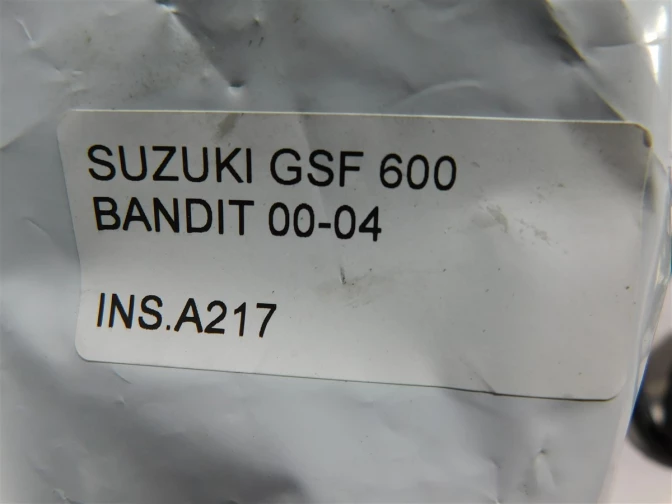 SUZUKI GSF 600
BANDIT 00-04
INS.A217